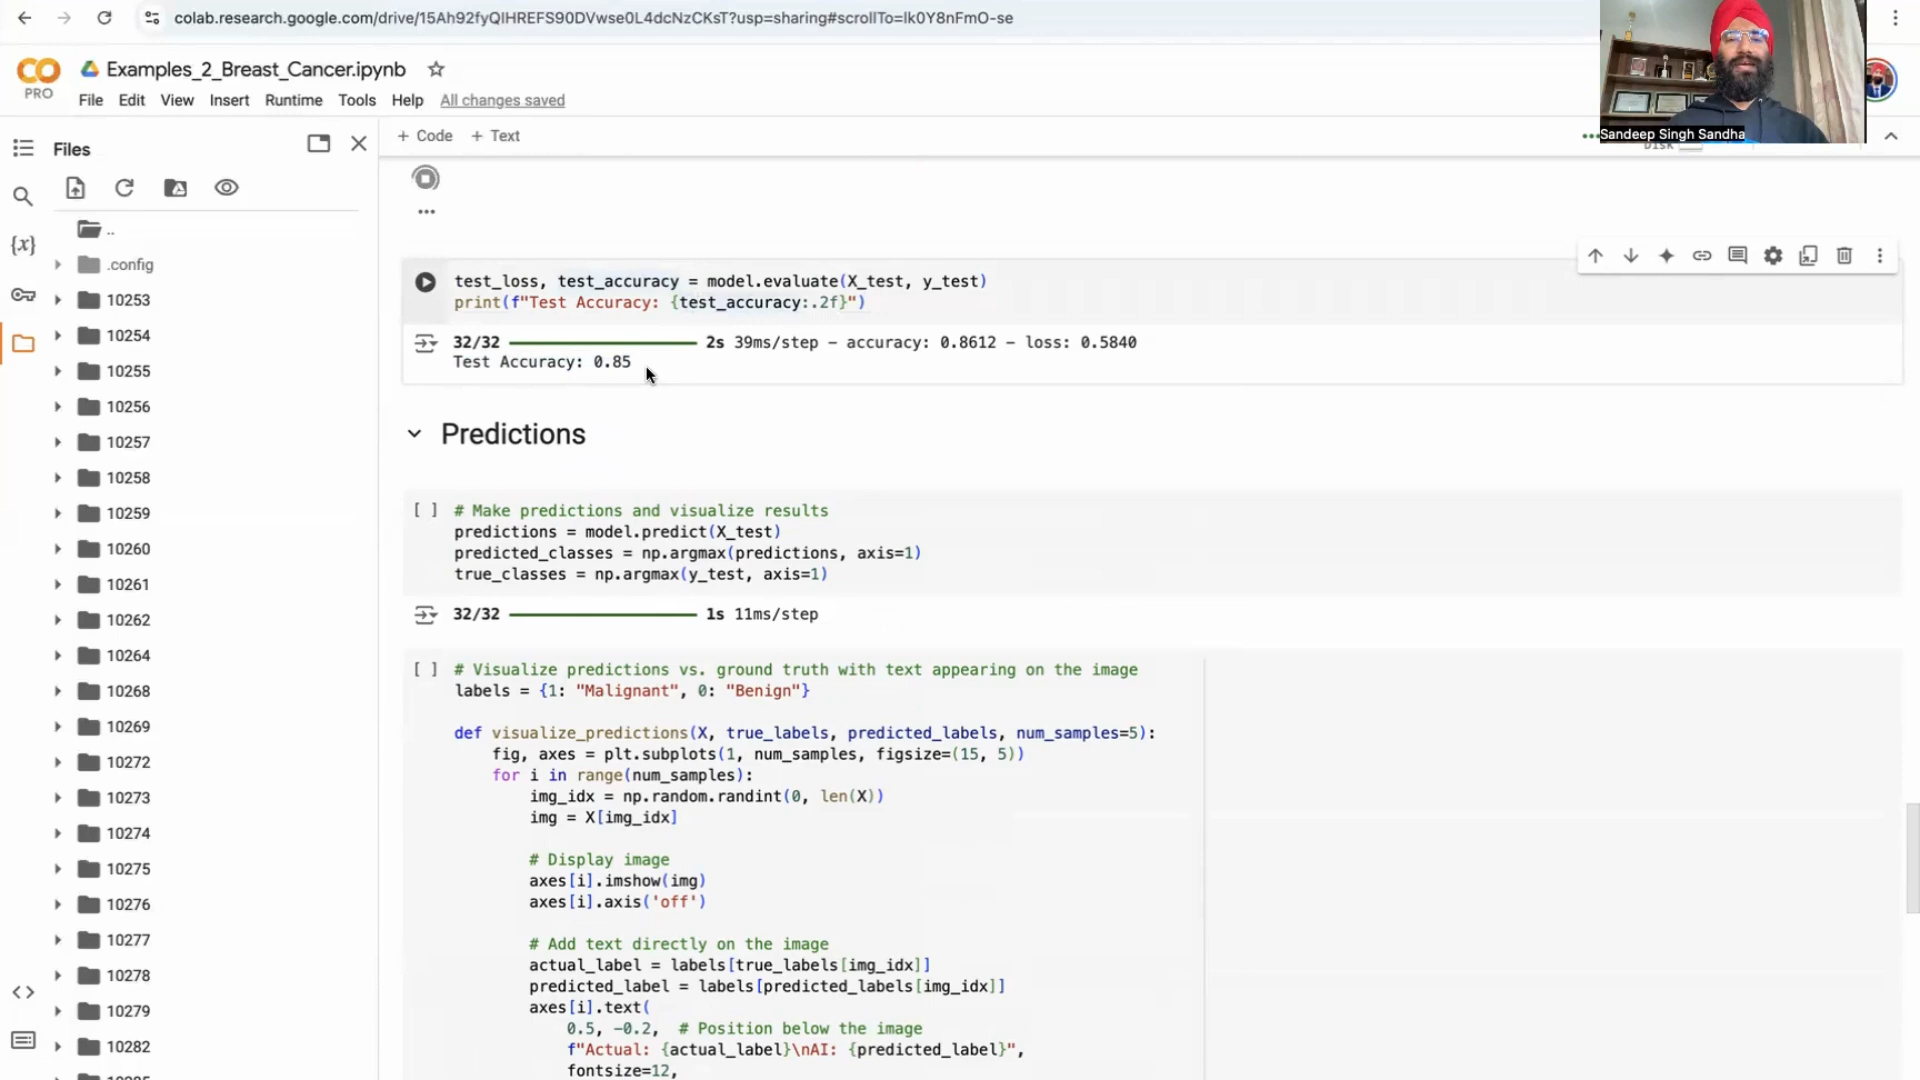 colab.research.google.com/drive/15Ah92fyQIHREFS90DVwse0L4dcNzCKsT?usp=sharing#scrollTo=lk0Y8nFmO-se
CO
PRO
Examples_2_Breast_Cancer.ipynb
File Edit View Insert Runtime Tools Help All changes saved
Sandeep Singh Sandha
Files
+ Code + Text
Disk
..
.config
10253
10254
10255
10256
10257
10258
10259
10260
10261
10262
10264
10268
10269
10272
10273
10274
10275
10276
10277
10278
10279
10282
test_loss, test_accuracy = model.evaluate(X_test, y_test)
print(f"Test Accuracy: {test_accuracy:.2f}")
32/32 2s 39ms/step - accuracy: 0.8612 - loss: 0.5840
Test Accuracy: 0.85
Predictions
[ ] # Make predictions and visualize results
predictions = model.predict(X_test)
predicted_classes = np.argmax(predictions, axis=1)
true_classes = np.argmax(y_test, axis=1)
32/32 1s 11ms/step
[ ] # Visualize predictions vs. ground truth with text appearing on the image
labels = {1: "Malignant", 0: "Benign"}
def visualize_predictions(X, true_labels, predicted_labels, num_samples=5):
fig, axes = plt.subplots(1, num_samples, figsize=(15, 5))
for i in range(num_samples):
img_idx = np.random.randint(0, len(X))
img = X[img_idx]
# Display image
axes[i].imshow(img)
axes[i].axis('off')
# Add text directly on the image
actual_label = labels[true_labels[img_idx]]
predicted_label = labels[predicted_labels[img_idx]]
axes[i].text(
0.5, -0.2, # Position below the image
f"Actual: {actual_label}\nAI: {predicted_label}",
fontsize=12,